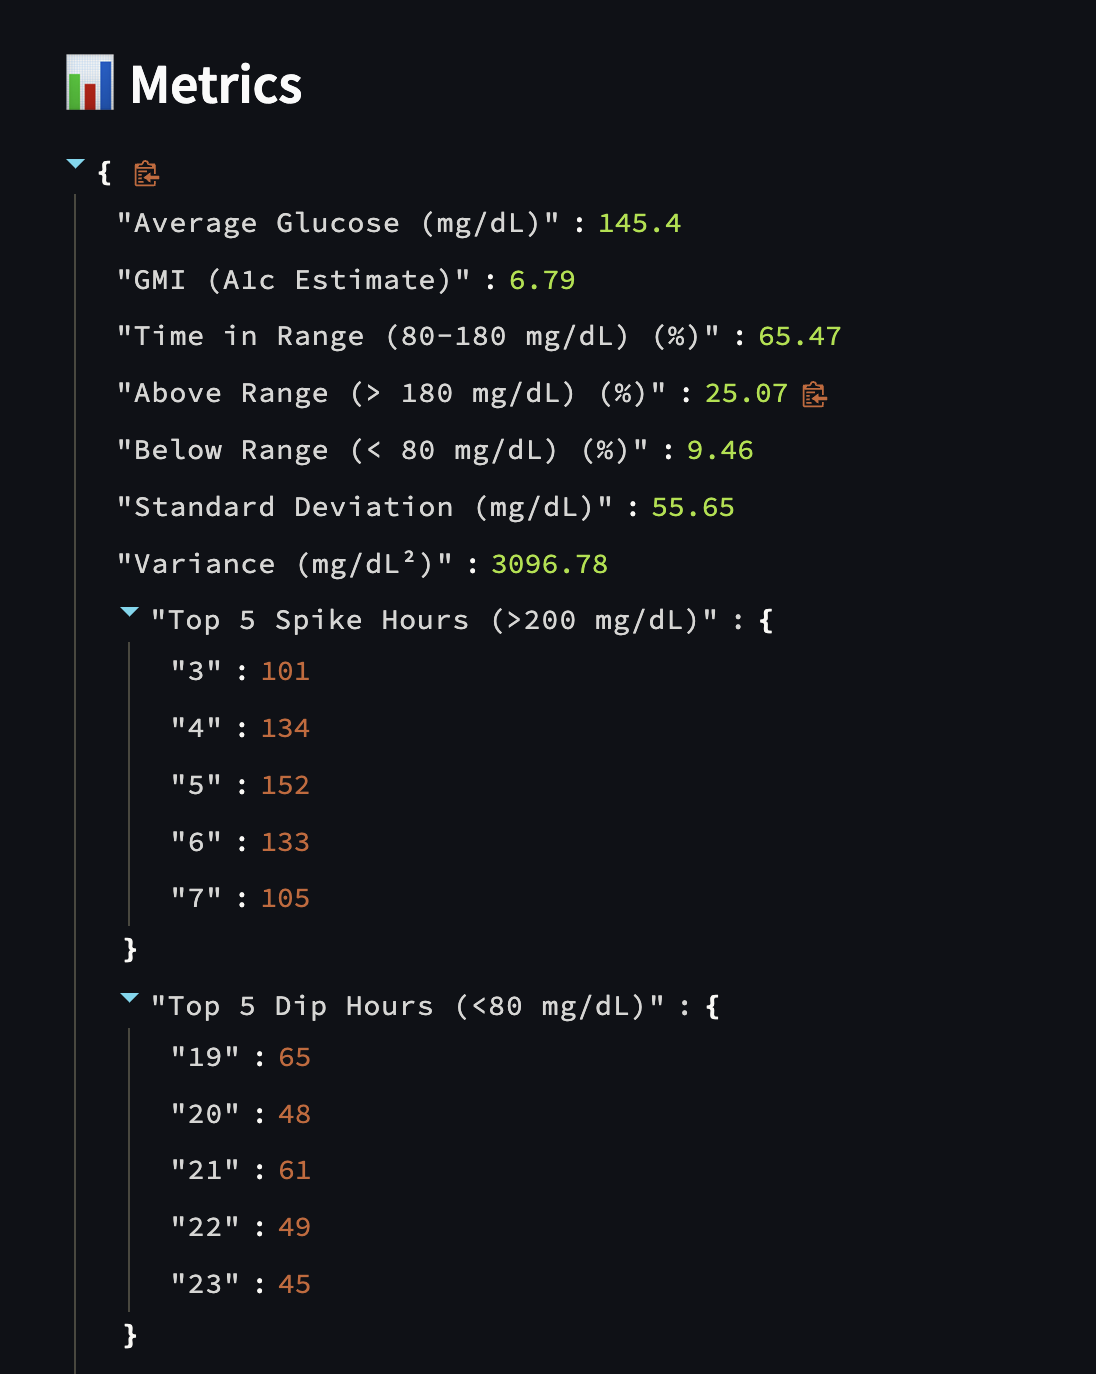 Metrics
{
"Average Glucose (mg/dL)" : 145.4
"GMI (A1c Estimate)" : 6.79
"Time in Range (80-180 mg/dL) (%)" : 65.47
"Above Range (> 180 mg/dL) (%)" : 25.07
"Below Range (< 80 mg/dL) (%)" : 9.46
"Standard Deviation (mg/dL)" : 55.65
"Variance (mg/dL²)" : 3096.78
"Top 5 Spike Hours (>200 mg/dL)" : {
"3" : 101
"4" : 134
"5" : 152
"6" : 133
"7" : 105
}
"Top 5 Dip Hours (<80 mg/dL)" : {
"19" : 65
"20" : 48
"21" : 61
"22" : 49
"23" : 45
}